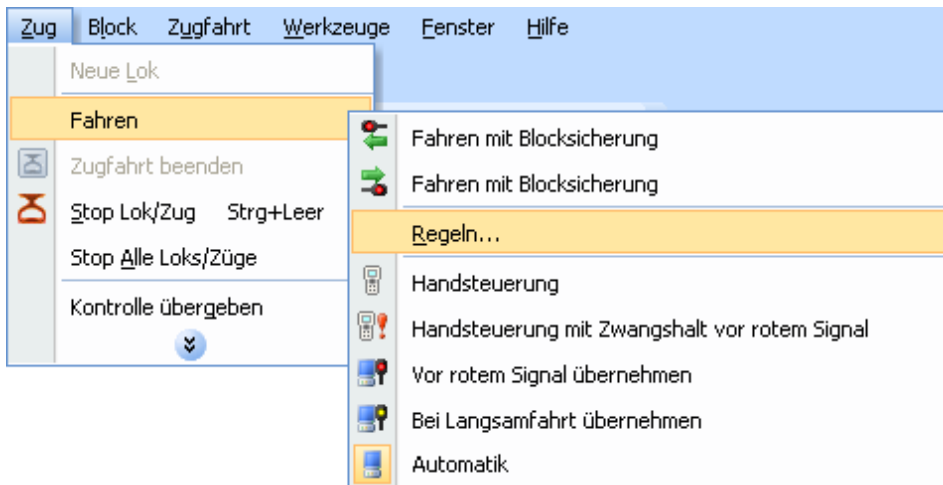 Zug Block Zugfahrt Werkzeuge Fenster Hilfe
Neue Lok
Fahren
Zugfahrt beenden
Stop Lok/Zug Strg+Leer
Stop Alle Loks/Züge
Kontrolle übergeben
Fahren mit Blocksicherung
Fahren mit Blocksicherung
Regeln...
Handsteuerung
Handsteuerung mit Zwangshalt vor rotem Signal
Vor rotem Signal übernehmen
Bei Langsamfahrt übernehmen
Automatik